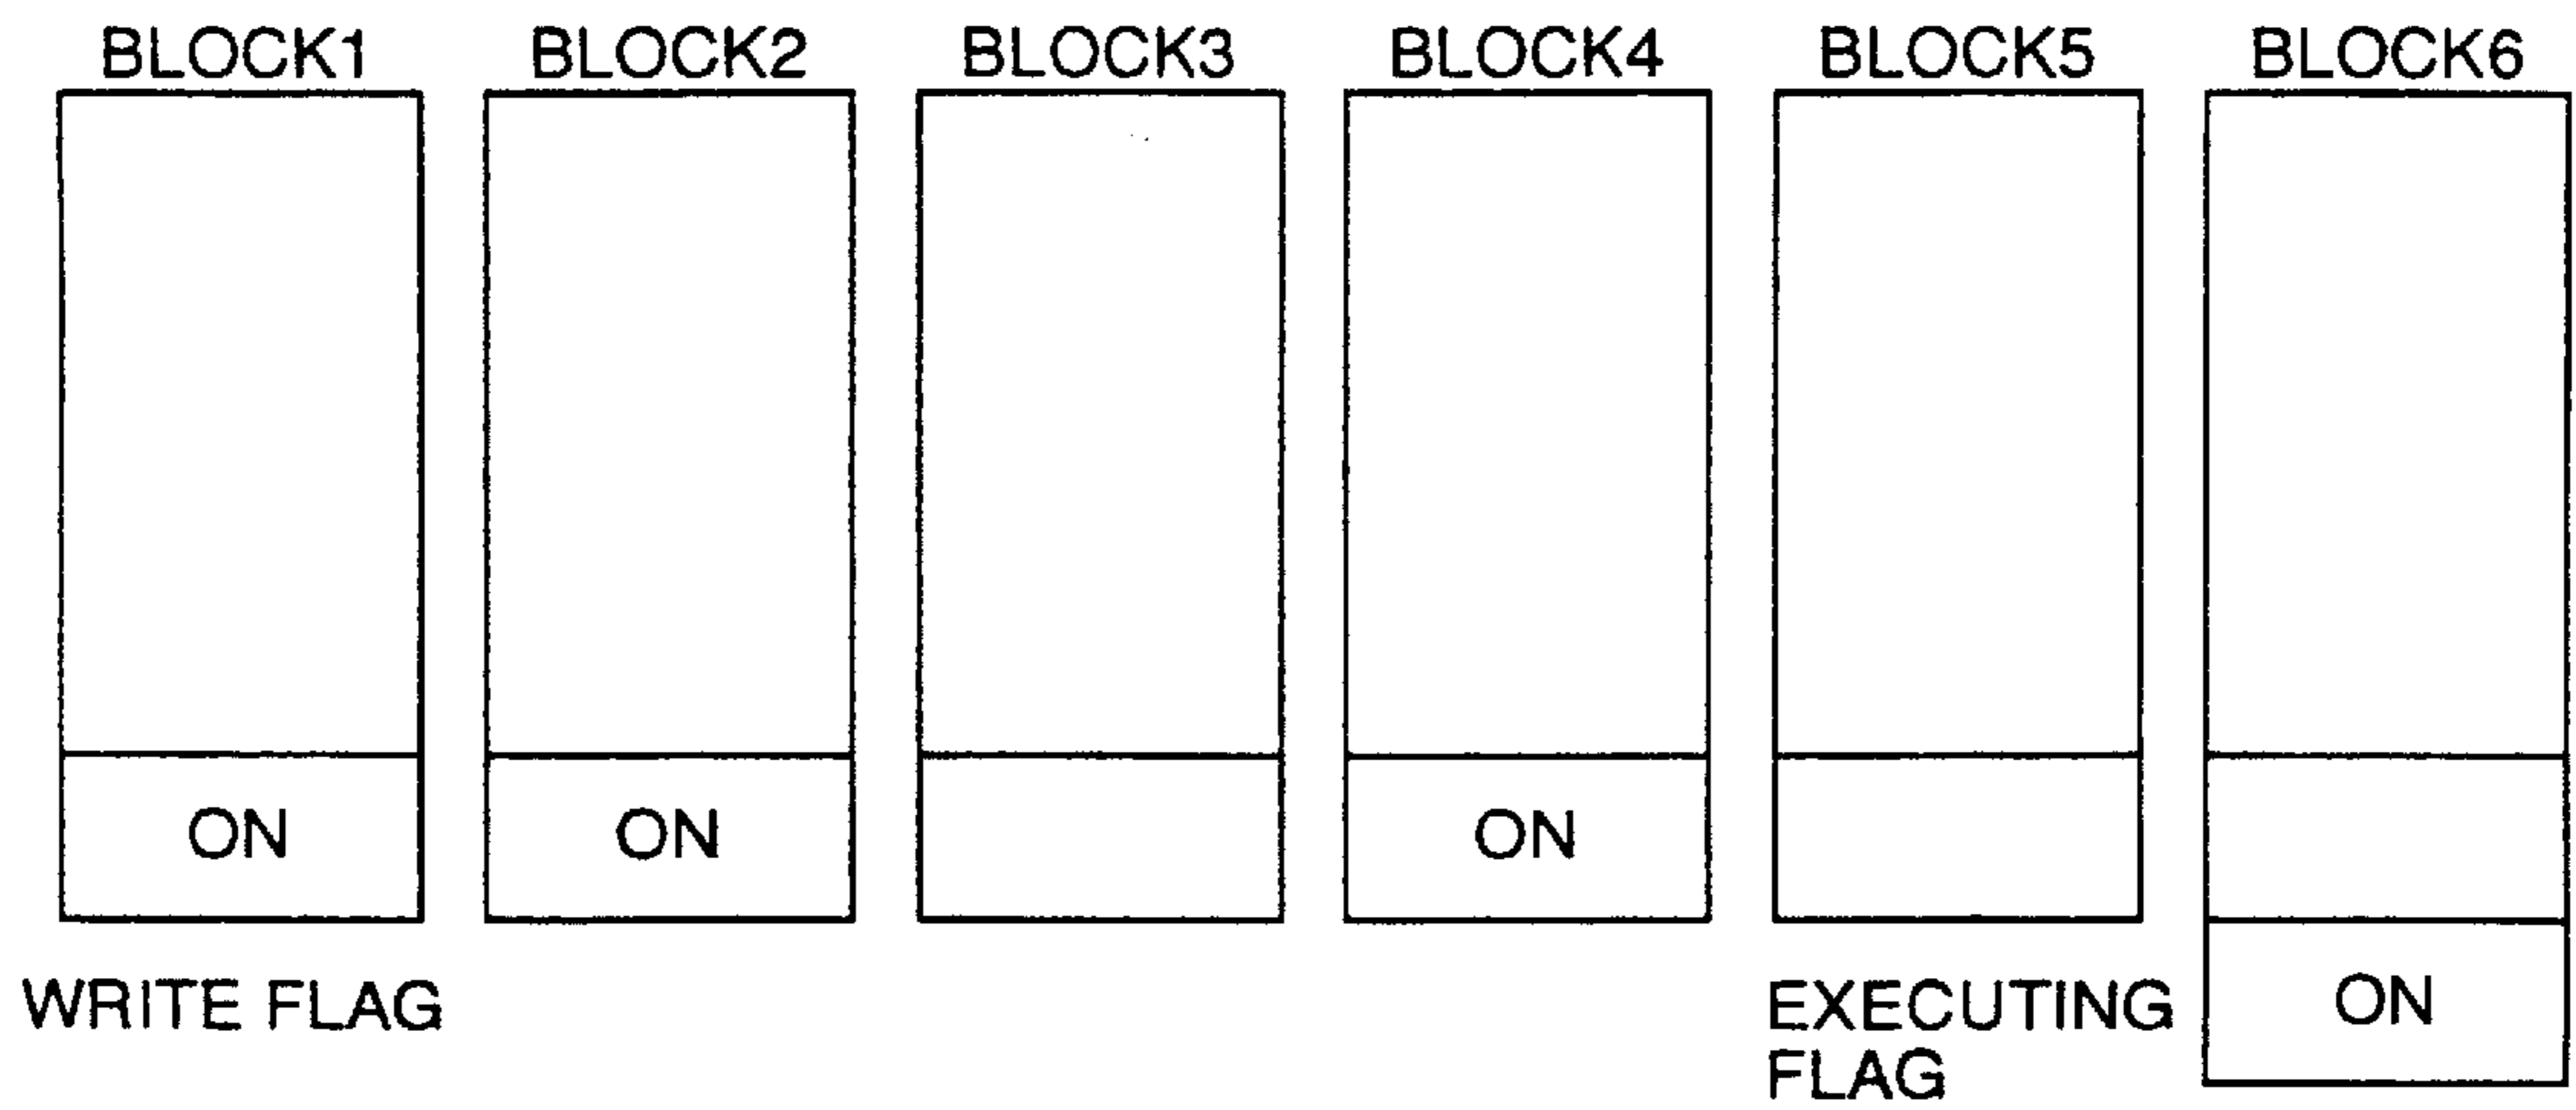 BLOCK1 BLOCK2 BLOCK3 BLOCK4 BLOCK5 BLOCK6
ON ON ON
WRITE FLAG EXECUTING ON
FLAG